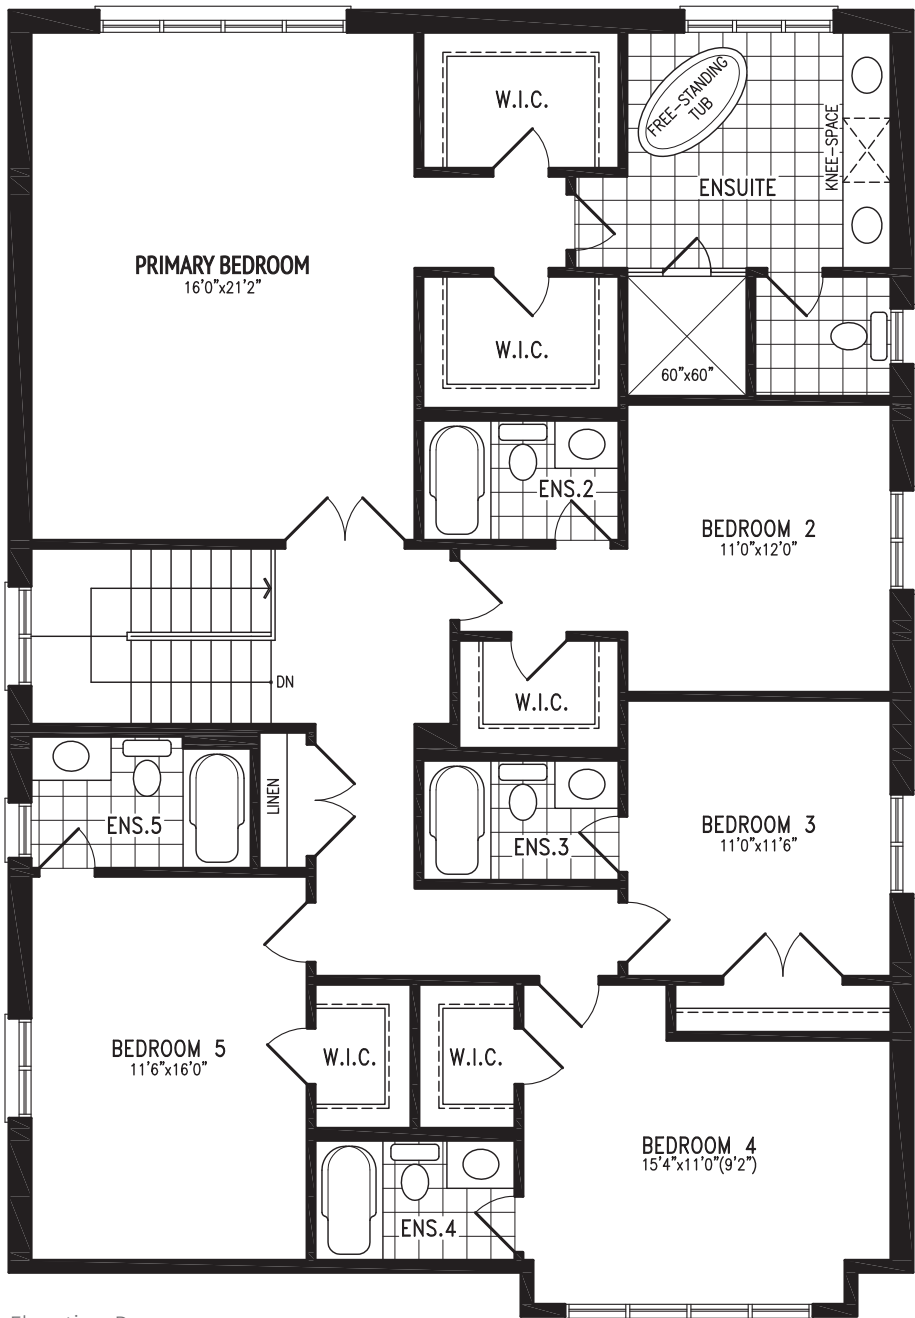 W.I.C.
FREE-STANDING
TUB
KNEE-SPACE
ENSUITE
PRIMARY BEDROOM
16'0"x21'2"
W.I.C.
60"x60"
ENS.2
BEDROOM 2
11'0"x12'0"
DN
W.I.C.
LINEN
ENS.5
ENS.3
BEDROOM 3
11'0"x11'6"
BEDROOM 5
11'6"x16'0"
W.I.C.
W.I.C.
BEDROOM 4
15'4"x11'0"(9'2")
ENS.4